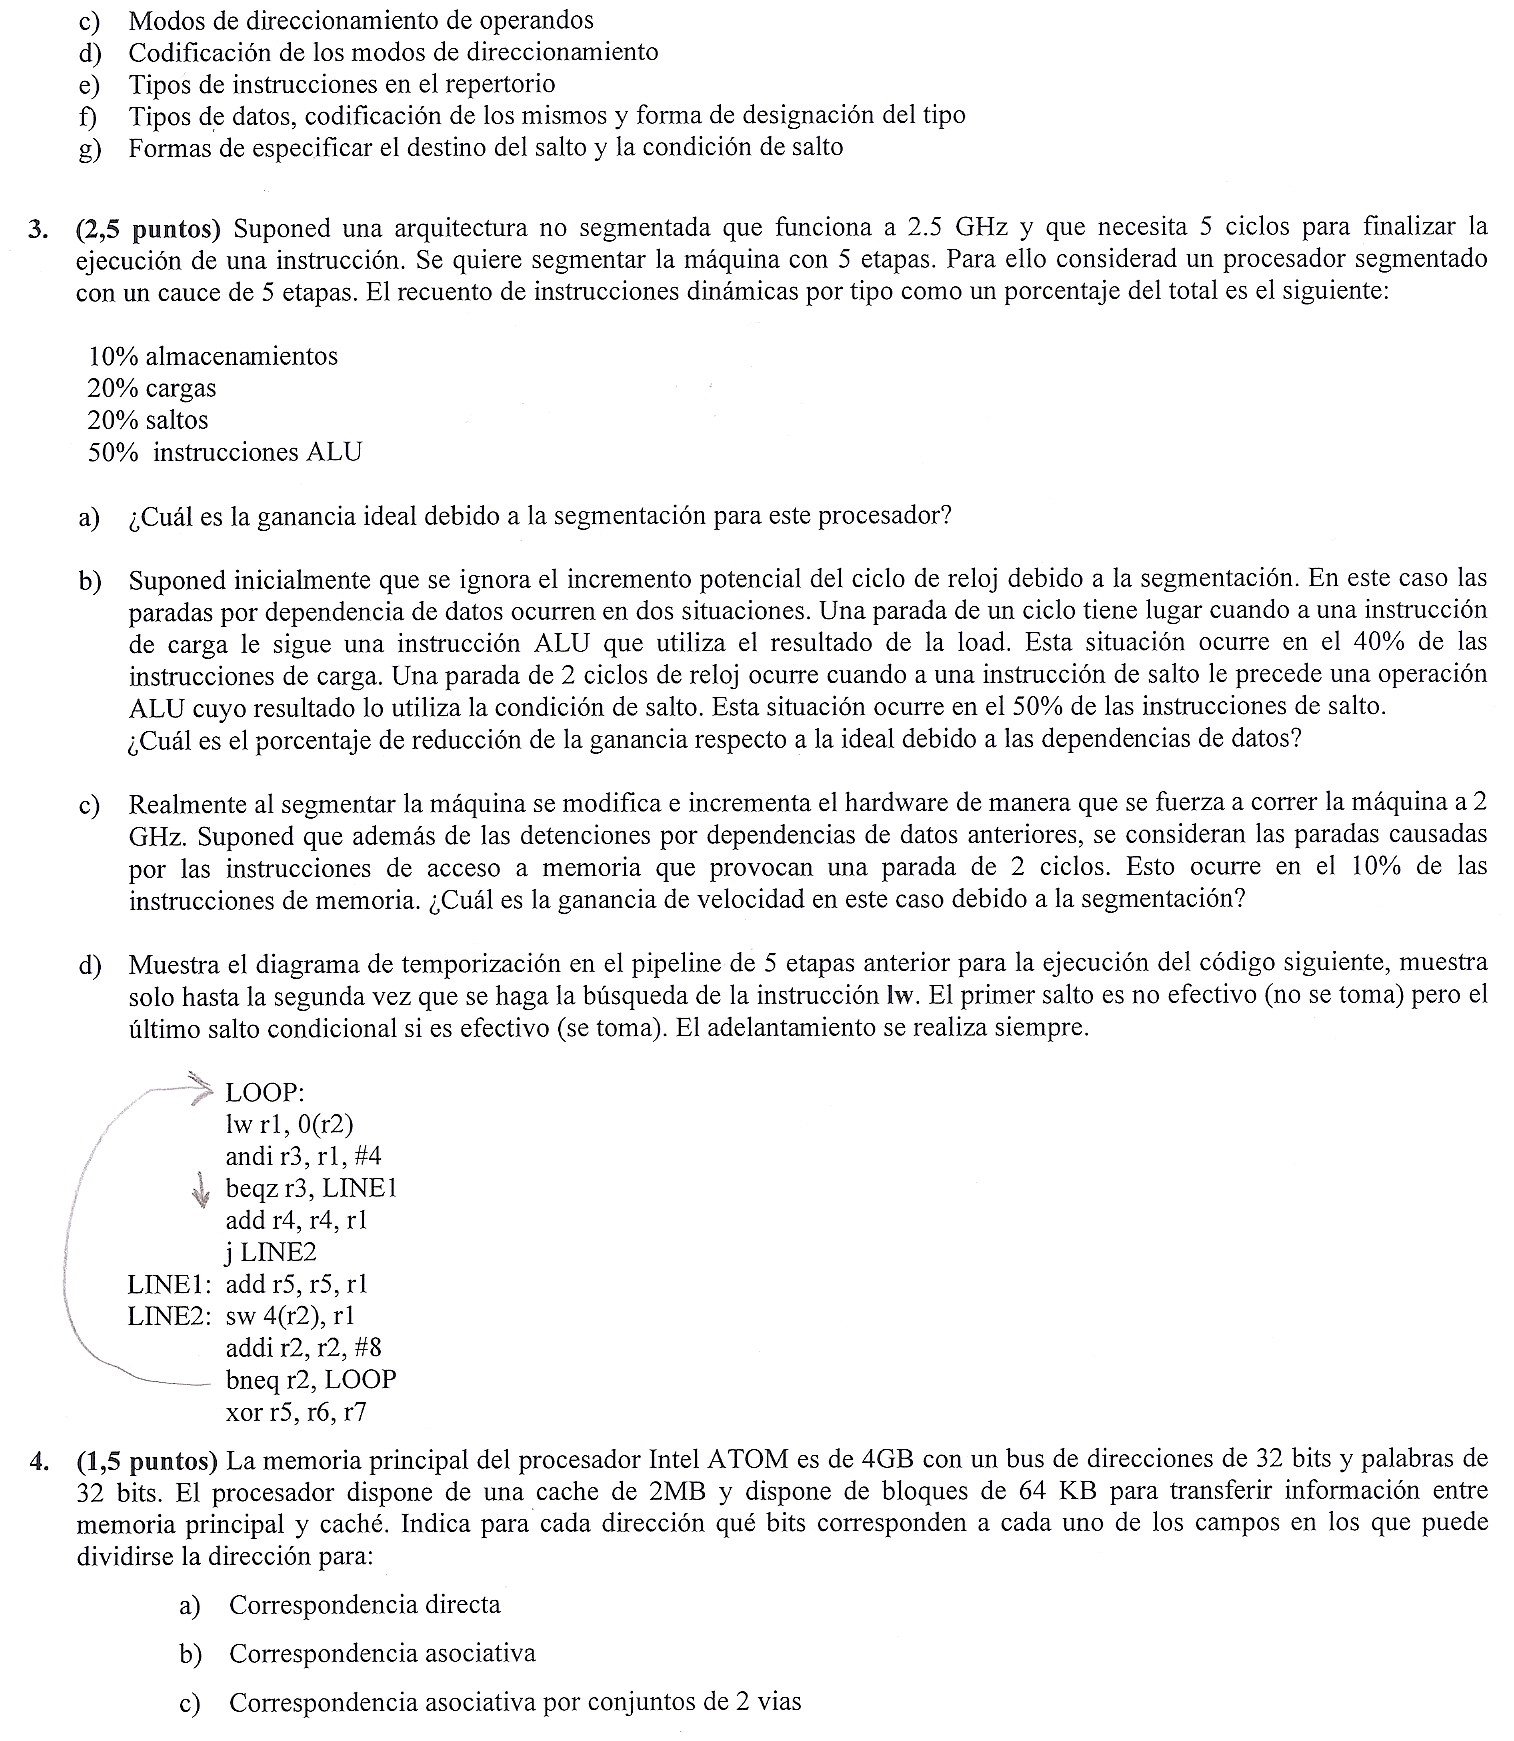 c) Modos de direccionamiento de operandos
d) Codificación de los modos de direccionamiento
e) Tipos de instrucciones en el repertorio
f) Tipos de datos, codificación de los mismos y forma de designación del tipo
g) Formas de especificar el destino del salto y la condición de salto
3. (2,5 puntos) Suponed una arquitectura no segmentada que funciona a 2.5 GHz y que necesita 5 ciclos para finalizar la
ejecución de una instrucción. Se quiere segmentar la máquina con 5 etapas. Para ello considerad un procesador segmentado
con un cauce de 5 etapas. El recuento de instrucciones dinámicas por tipo como un porcentaje del total es el siguiente:
10% almacenamientos
20% cargas
20% saltos
50% instrucciones ALU
a) ¿Cuál es la ganancia ideal debido a la segmentación para este procesador?
b) Suponed inicialmente que se ignora el incremento potencial del ciclo de reloj debido a la segmentación. En este caso las
paradas por dependencia de datos ocurren en dos situaciones. Una parada de un ciclo tiene lugar cuando a una instrucción
de carga le sigue una instrucción ALU que utiliza el resultado de la load. Esta situación ocurre en el 40% de las
instrucciones de carga. Una parada de 2 ciclos de reloj ocurre cuando a una instrucción de salto le precede una operación
ALU cuyo resultado lo utiliza la condición de salto. Esta situación ocurre en el 50% de las instrucciones de salto.
¿Cuál es el porcentaje de reducción de la ganancia respecto a la ideal debido a las dependencias de datos?
c) Realmente al segmentar la máquina se modifica e incrementa el hardware de manera que se fuerza a correr la máquina a 2
GHz. Suponed que además de las detenciones por dependencias de datos anteriores, se consideran las paradas causadas
por las instrucciones de acceso a memoria que provocan una parada de 2 ciclos. Esto ocurre en el 10% de las
instrucciones de memoria. ¿Cuál es la ganancia de velocidad en este caso debido a la segmentación?
d) Muestra el diagrama de temporización en el pipeline de 5 etapas anterior para la ejecución del código siguiente, muestra
solo hasta la segunda vez que se haga la búsqueda de la instrucción lw. El primer salto es no efectivo (no se toma) pero el
último salto condicional si es efectivo (se toma). El adelantamiento se realiza siempre.
LOOP:
lw r1, 0(r2)
andi r3, r1, #4
beqz r3, LINE1
add r4, r4, r1
j LINE2
LINE1: add r5, r5, r1
LINE2: sw 4(r2), r1
addi r2, r2, #8
bneq r2, LOOP
xor r5, r6, r7
4. (1,5 puntos) La memoria principal del procesador Intel ATOM es de 4GB con un bus de direcciones de 32 bits y palabras de
32 bits. El procesador dispone de una cache de 2MB y dispone de bloques de 64 KB para transferir información entre
memoria principal y caché. Indica para cada dirección qué bits corresponden a cada uno de los campos en los que puede
dividirse la dirección para:
a) Correspondencia directa
b) Correspondencia asociativa
c) Correspondencia asociativa por conjuntos de 2 vias